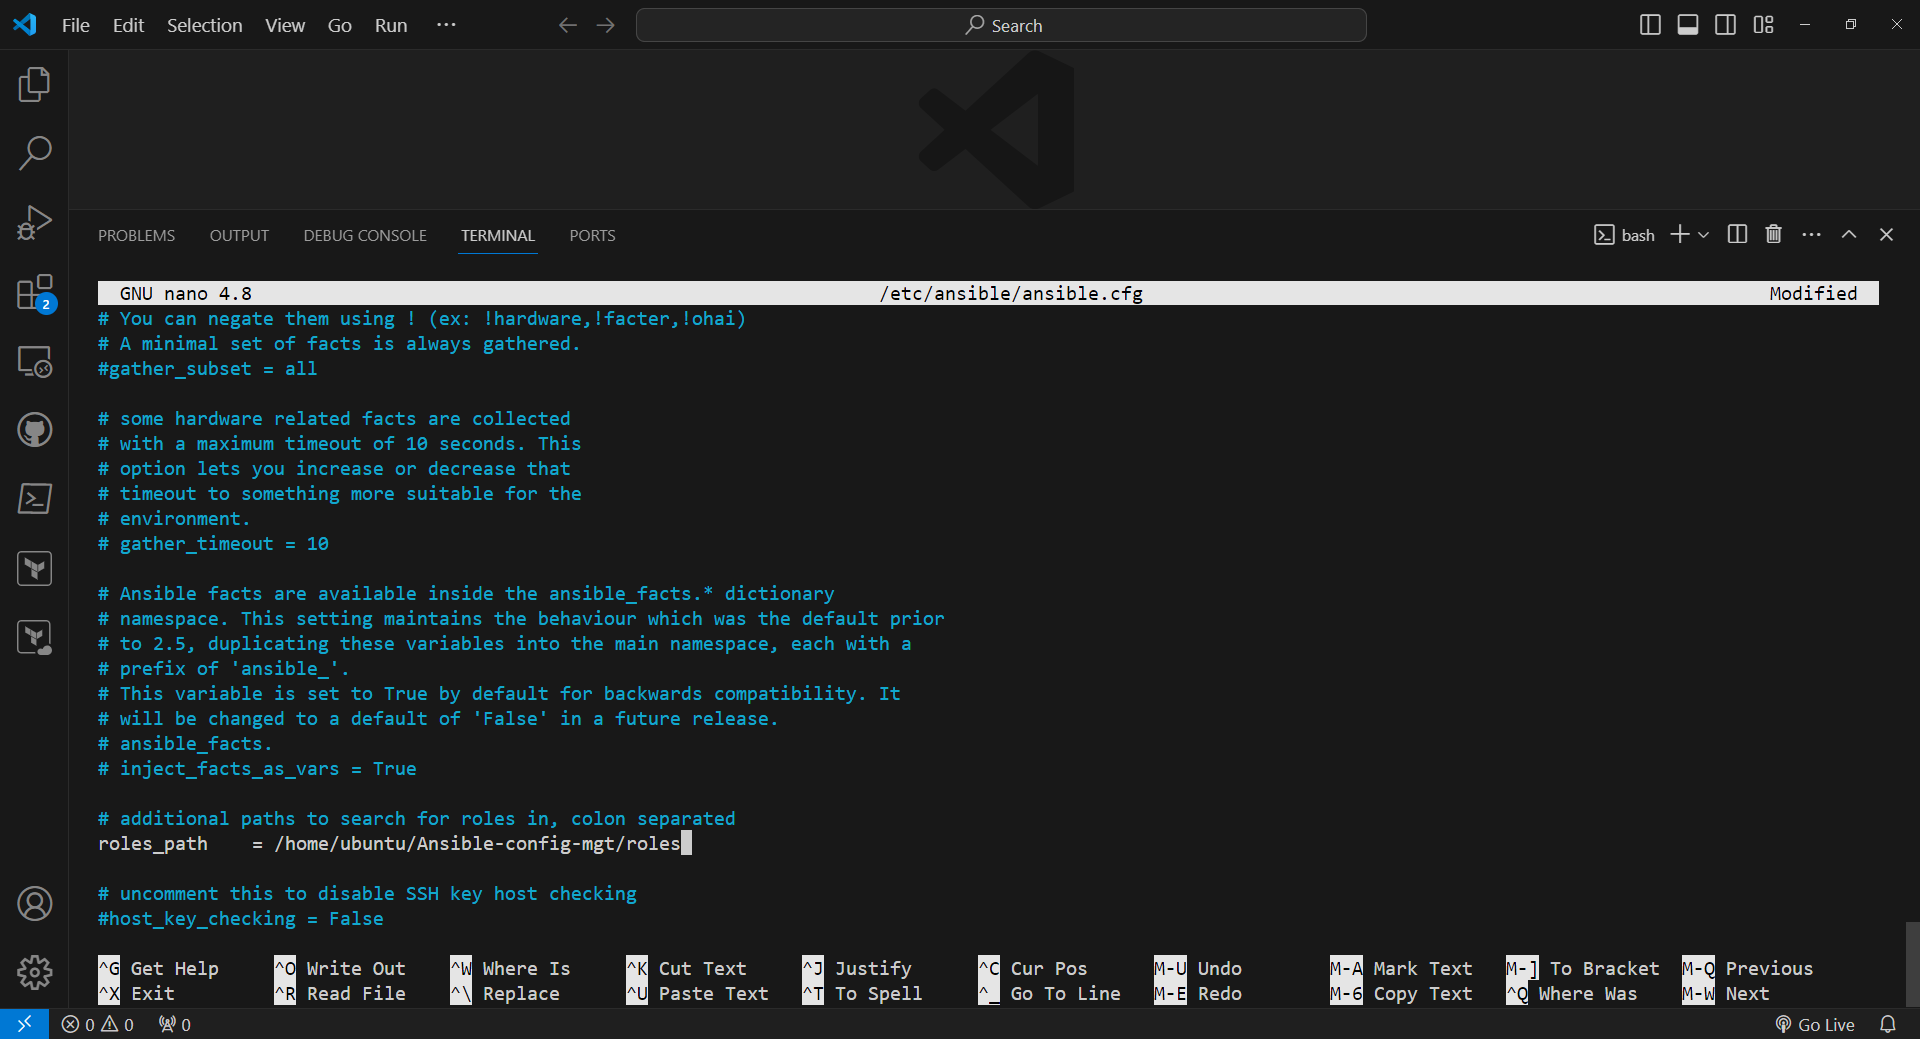 File Edit Selection View Go Run ···
Search
PROBLEMS OUTPUT DEBUG CONSOLE TERMINAL PORTS
bash
2
GNU nano 4.8 /etc/ansible/ansible.cfg Modified
# You can negate them using ! (ex: !hardware,!facter,!ohai)
# A minimal set of facts is always gathered.
#gather_subset = all
# some hardware related facts are collected
# with a maximum timeout of 10 seconds. This
# option lets you increase or decrease that
# timeout to something more suitable for the
# environment.
# gather_timeout = 10
# Ansible facts are available inside the ansible_facts.* dictionary
# namespace. This setting maintains the behaviour which was the default prior
# to 2.5, duplicating these variables into the main namespace, each with a
# prefix of 'ansible_'.
# This variable is set to True by default for backwards compatibility. It
# will be changed to a default of 'False' in a future release.
# ansible_facts.
# inject_facts_as_vars = True
# additional paths to search for roles in, colon separated
roles_path    = /home/ubuntu/Ansible-config-mgt/roles
# uncomment this to disable SSH key host checking
#host_key_checking = False
^G Get Help ^O Write Out ^W Where Is ^K Cut Text ^J Justify ^C Cur Pos M-U Undo M-A Mark Text M-] To Bracket M-Q Previous
^X Exit ^R Read File ^\ Replace ^U Paste Text ^T To Spell ^_ Go To Line M-E Redo M-6 Copy Text ^Q Where Was M-W Next
0 0 0 Go Live